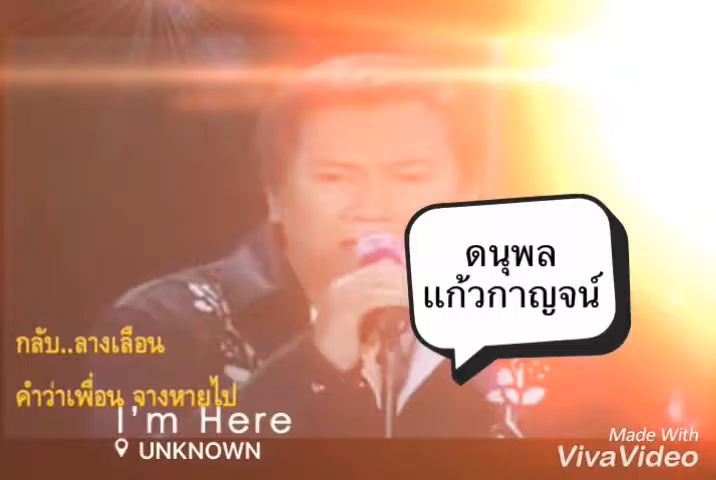 ดนุพล
แก้วกาญจน์
กลับ..ลางเลือน
คำว่าเพื่อน จางหายไป
I'm Here
UNKNOWN
Made With
VivaVideo